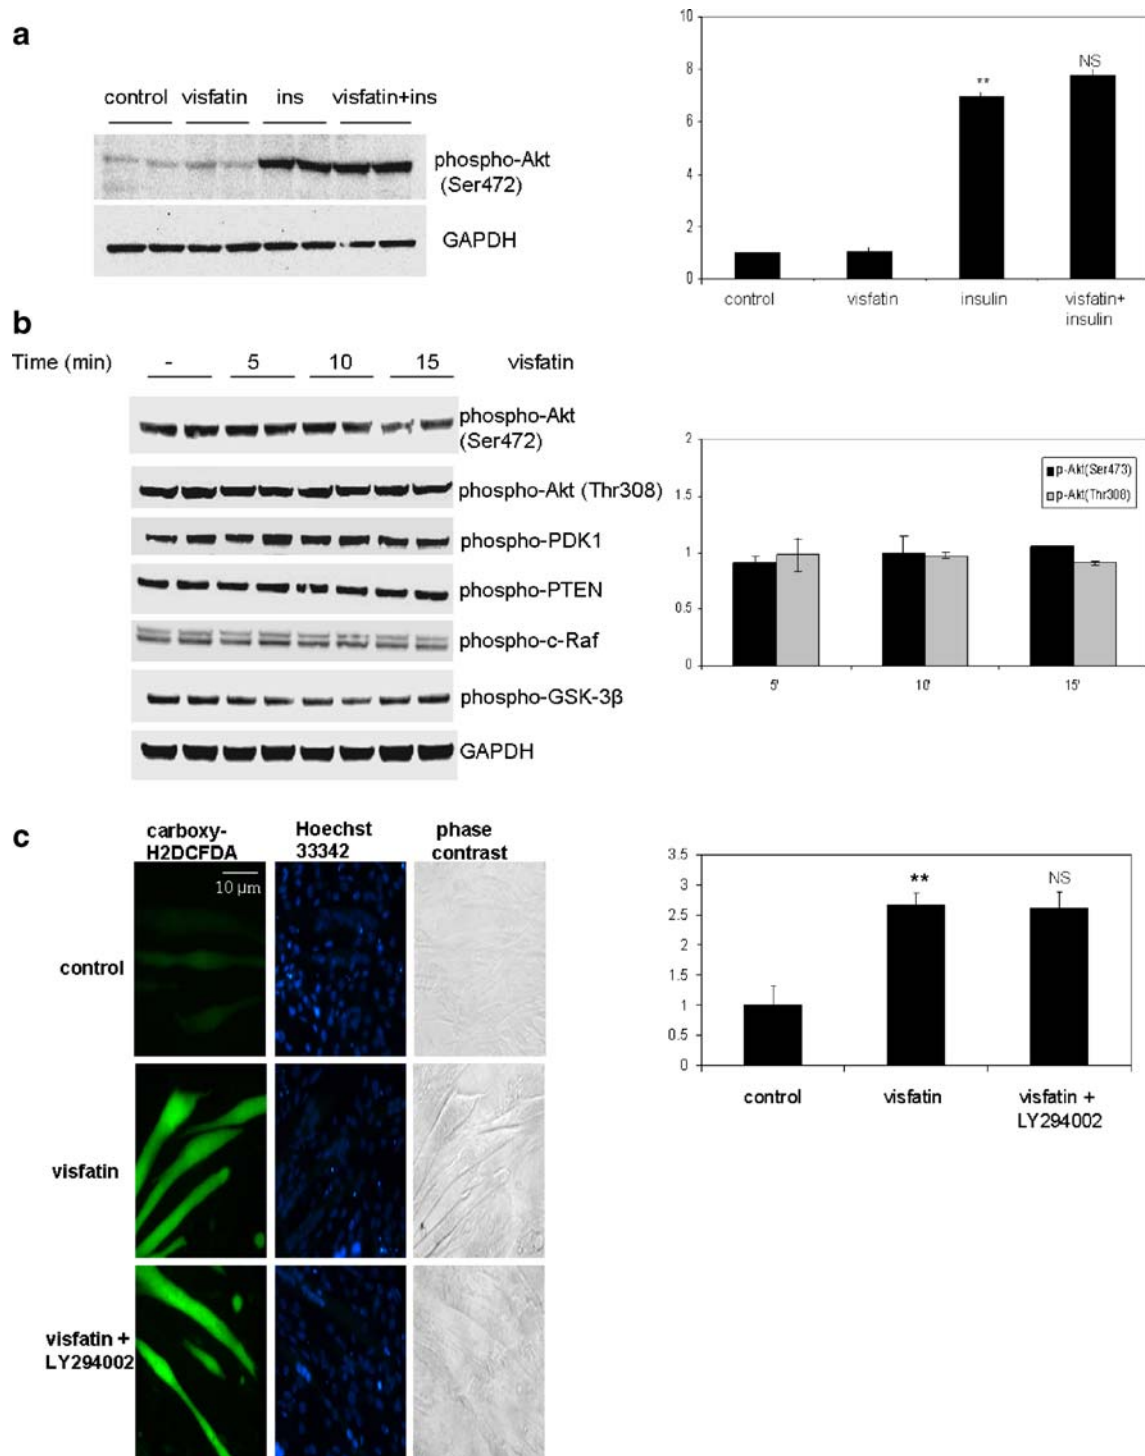 a
control visfatin ins visfatin+ins
phospho-Akt
(Ser472)
GAPDH
10
8
6
4
2
0
**
NS
control
visfatin
insulin
visfatin+
insulin
b
Time (min) - 5 10 15 visfatin
phospho-Akt
(Ser472)
phospho-Akt (Thr308)
phospho-PDK1
phospho-PTEN
phospho-c-Raf
phospho-GSK-3β
GAPDH
2
1.5
1
0.5
0
p-Akt(Ser473)
p-Akt(Thr308)
5'
10'
15'
c
carboxy-
H2DCFDA
Hoechst
33342
phase
contrast
10 µm
control
visfatin
visfatin +
LY294002
3.5
3
2.5
2
1.5
1
0.5
0
**
NS
control
visfatin
visfatin +
LY294002